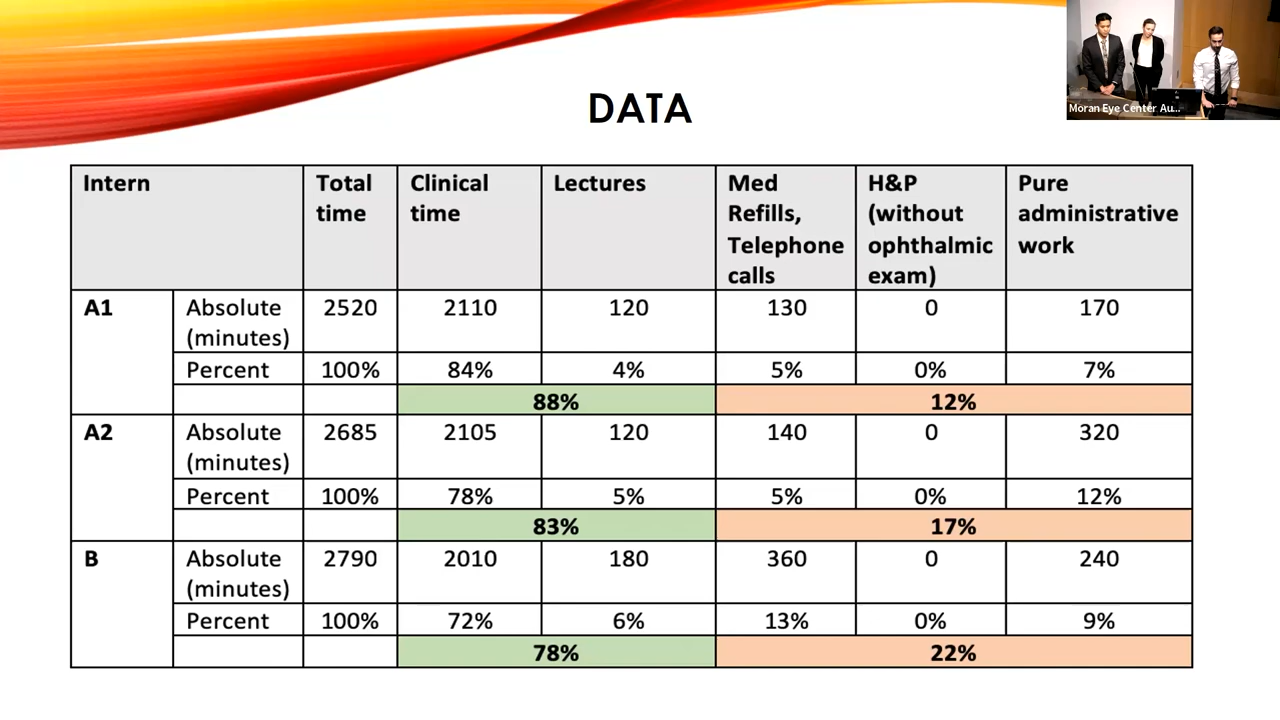 Moran Eye Center Au...
DATA
Intern
Total
time
Clinical
time
Lectures
Med
Refills,
Telephone
calls
H&P
(without
ophthalmic
exam)
Pure
administrative
work
A1
Absolute
(minutes)
2520
2110
120
130
0
170
Percent
100%
84%
4%
5%
0%
7%
88%
12%
A2
Absolute
(minutes)
2685
2105
120
140
0
320
Percent
100%
78%
5%
5%
0%
12%
83%
17%
B
Absolute
(minutes)
2790
2010
180
360
0
240
Percent
100%
72%
6%
13%
0%
9%
78%
22%